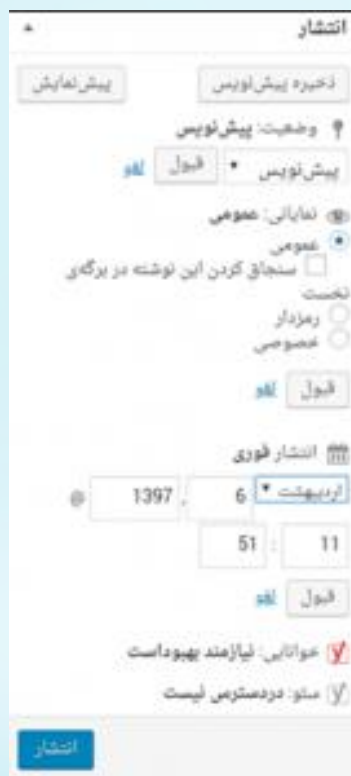 انتشار
ذخیره پیش‌نویس پیش‌نمایش
وضعیت: پیش‌نویس
پیش‌نویس قبول لغو
نمایانی: عمومی
عمومی
سنجاق کردن این نوشته در برگه‌ی
نخست
رمزدار
خصوصی
قبول لغو
انتشار فوری
اردیبهشت 6 , 1397 @
11 : 51
قبول لغو
خوانایی: نیازمند بهبوداست
سئو: دردسترس نیست
انتشار